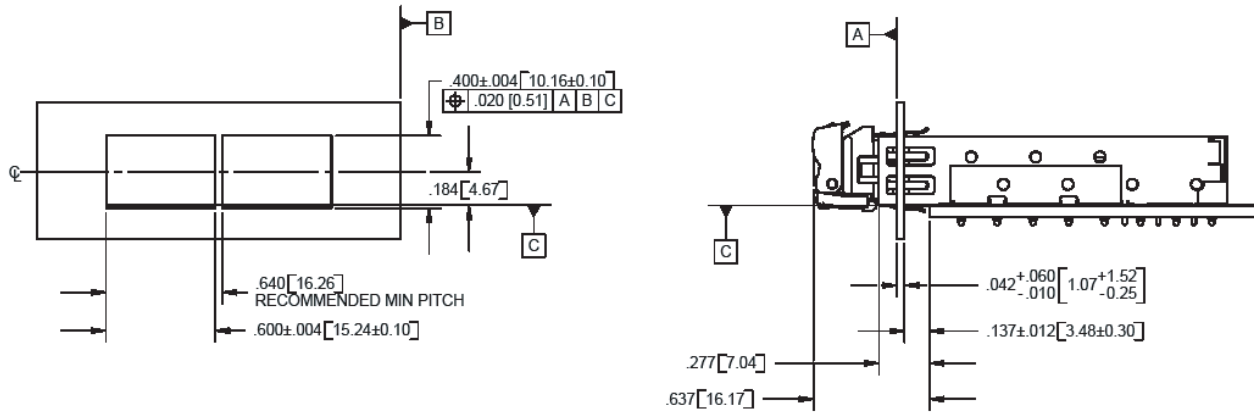 B
.400±.004[10.16±0.10]
⌖ .020 [0.51] A B C
℄
.184[4.67]
C
.640[16.26]
RECOMMENDED MIN PITCH
.600±.004[15.24±0.10]
A
C
.042 +.060 -.010 [1.07 +1.52 -0.25]
.137±.012[3.48±0.30]
.277[7.04]
.637[16.17]